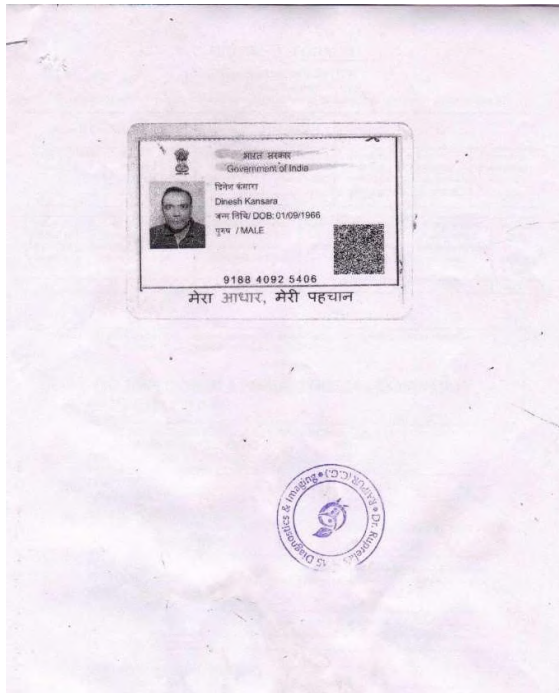 भारत सरकार
Government of India
दिनेश कंसारा
Dinesh Kansara
जन्म तिथि/ DOB: 01/09/1966
पुरुष / MALE
9188 4092 5406
मेरा आधार, मेरी पहचान
Diagnostics & Imaging • RAIPUR(C.G.) • Dr.